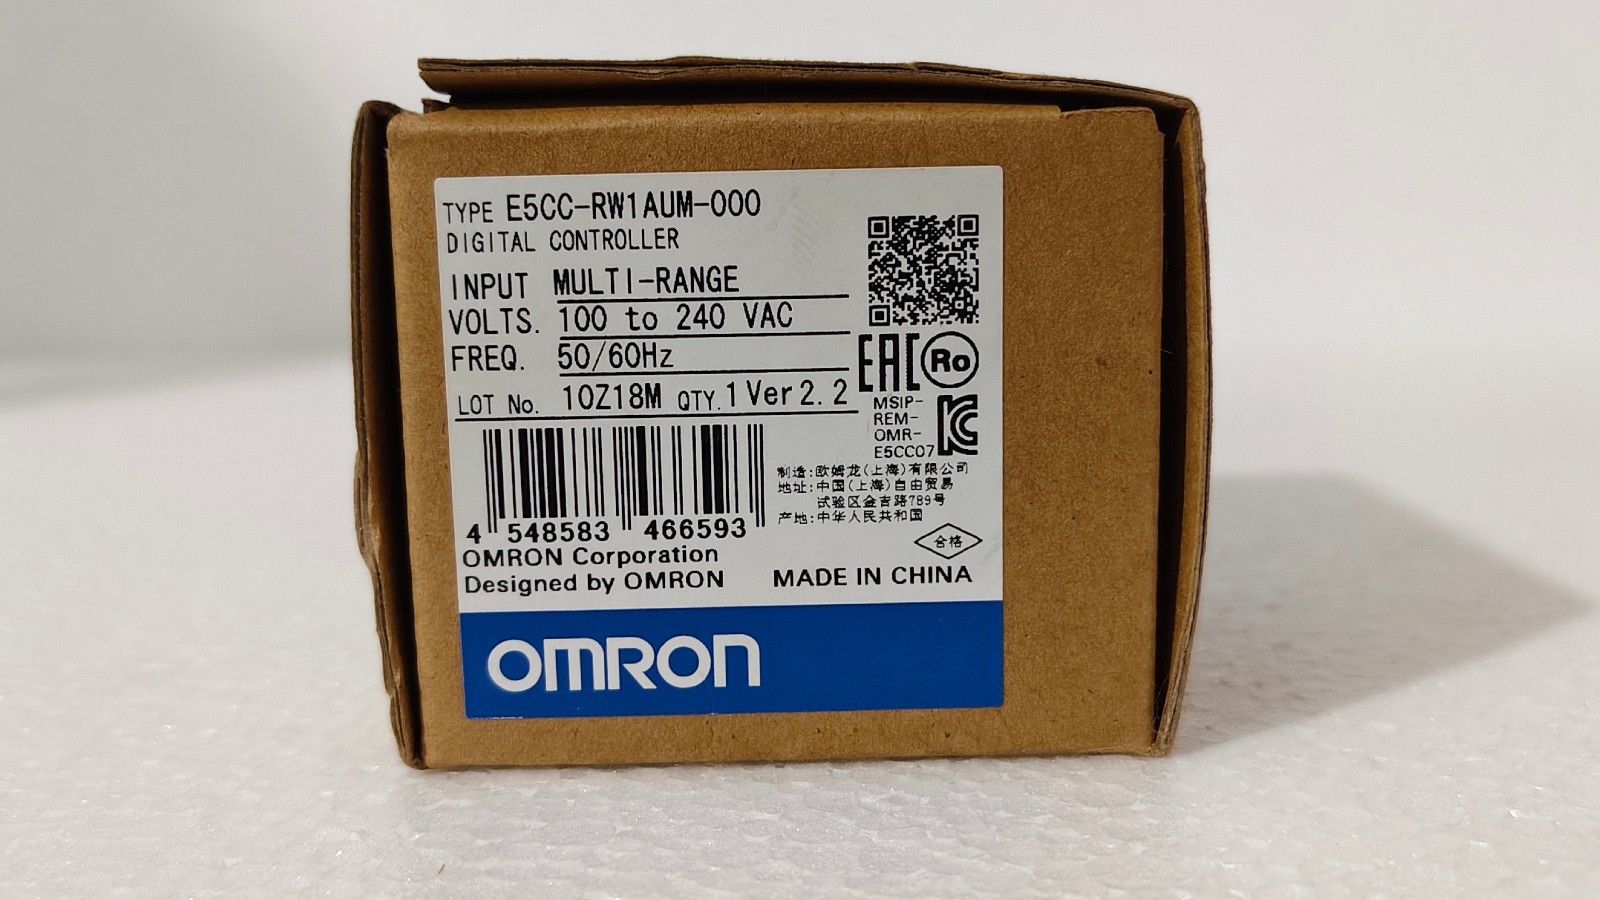 TYPE E5CC-RW1AUM-000
DIGITAL CONTROLLER
INPUT MULTI-RANGE
VOLTS. 100 to 240 VAC
FREQ. 50/60Hz
LOT No. 10Z18M QTY. 1 Ver 2. 2
EAC Ro
MSIP-
REM-
OMR-
E5CC07
制造:欧姆龙(上海)有限公司
地址:中国(上海)自由贸易
试验区金吉路789号
产地:中华人民共和国
合格
4 548583 466593
OMRON Corporation
Designed by OMRON MADE IN CHINA
OMRON